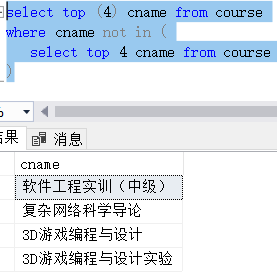 select top (4) cname from course
where cname not in (
select top 4 cname from course
)
%
结果 消息
cname
软件工程实训（中级）
复杂网络科学导论
3D游戏编程与设计
3D游戏编程与设计实验